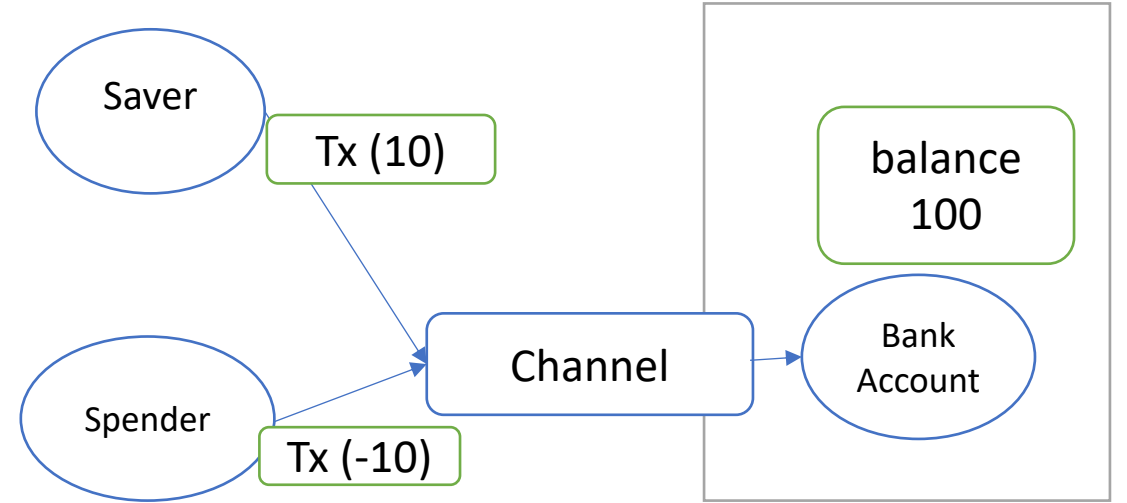 Saver
Tx (10)
balance
100
Channel
Bank
Account
Spender
Tx (-10)